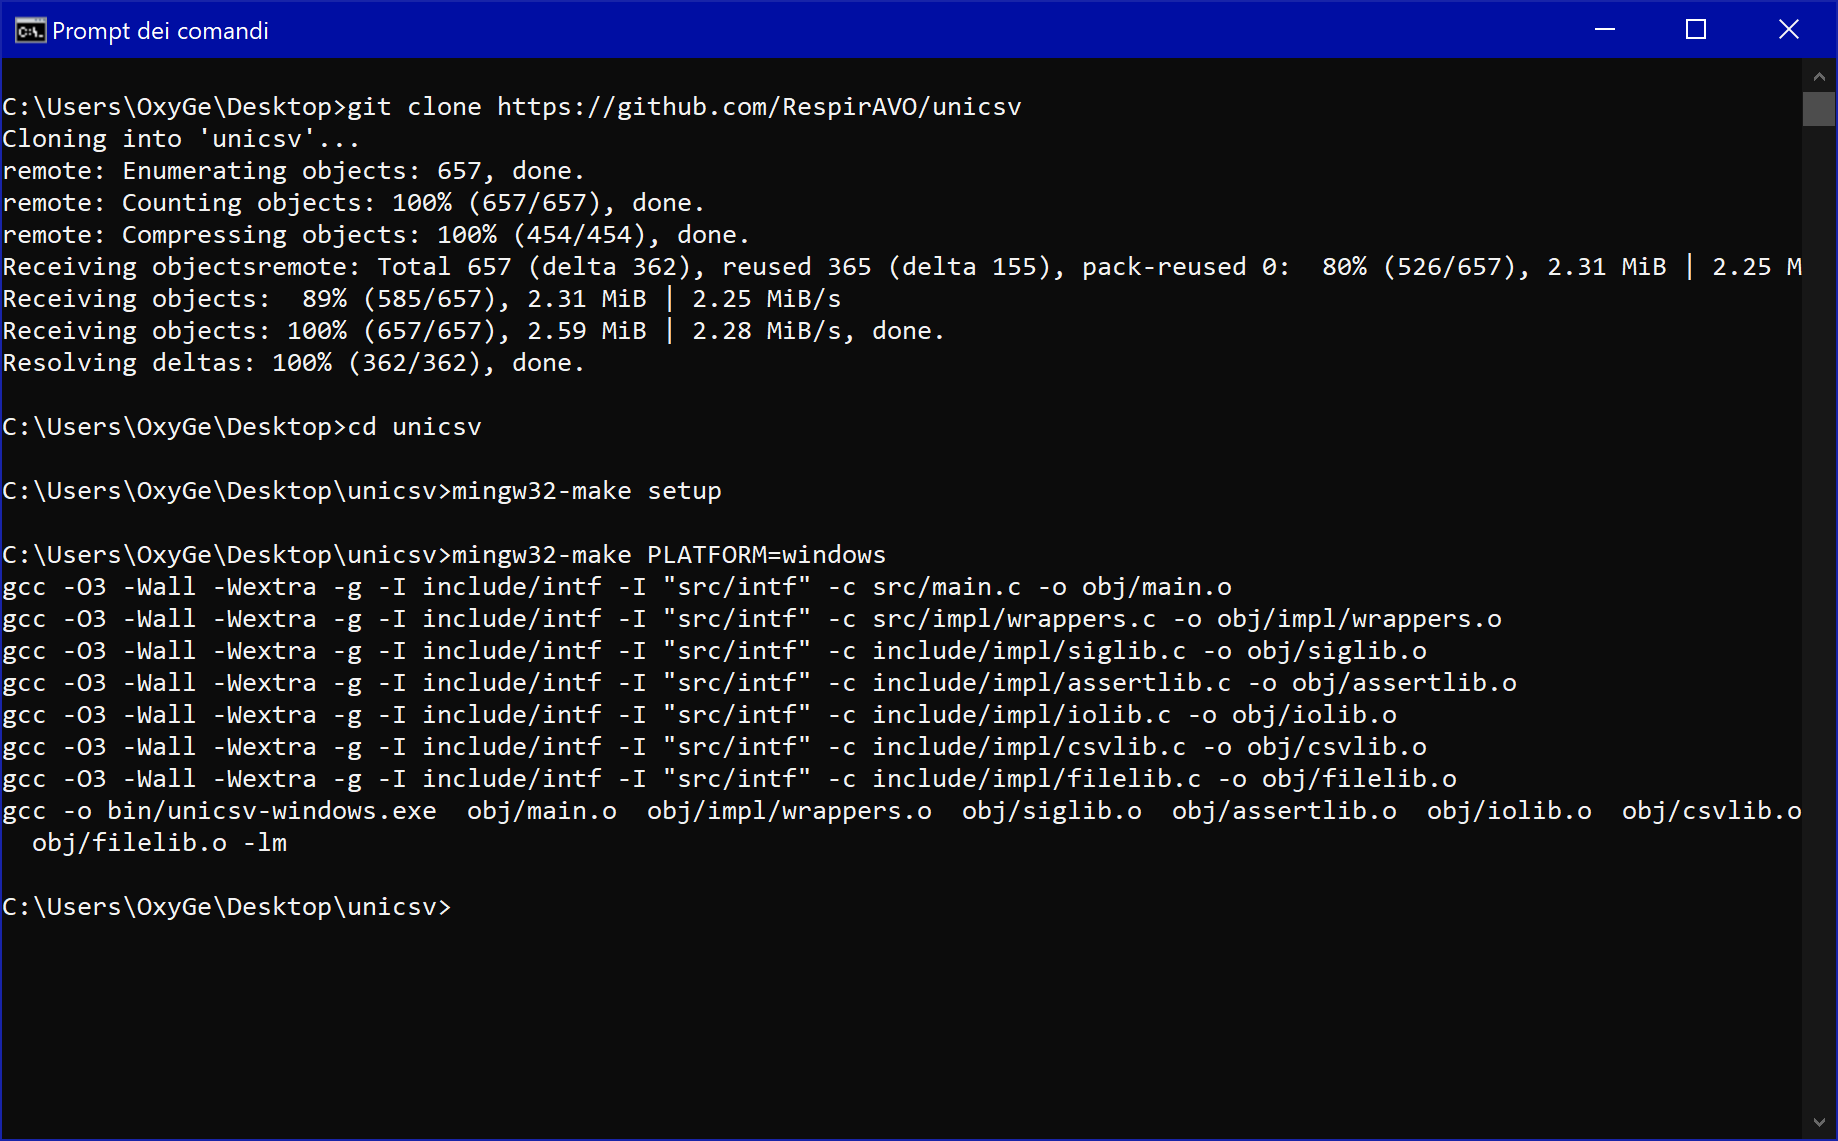 Prompt dei comandi
C:\Users\OxyGe\Desktop>git clone https://github.com/RespirAVO/unicsv
Cloning into 'unicsv'...
remote: Enumerating objects: 657, done.
remote: Counting objects: 100% (657/657), done.
remote: Compressing objects: 100% (454/454), done.
Receiving objectsremote: Total 657 (delta 362), reused 365 (delta 155), pack-reused 0:  80% (526/657), 2.31 MiB | 2.25 M
Receiving objects:  89% (585/657), 2.31 MiB | 2.25 MiB/s
Receiving objects: 100% (657/657), 2.59 MiB | 2.28 MiB/s, done.
Resolving deltas: 100% (362/362), done.
C:\Users\OxyGe\Desktop>cd unicsv
C:\Users\OxyGe\Desktop\unicsv>mingw32-make setup
C:\Users\OxyGe\Desktop\unicsv>mingw32-make PLATFORM=windows
gcc -O3 -Wall -Wextra -g -I include/intf -I "src/intf" -c src/main.c -o obj/main.o
gcc -O3 -Wall -Wextra -g -I include/intf -I "src/intf" -c src/impl/wrappers.c -o obj/impl/wrappers.o
gcc -O3 -Wall -Wextra -g -I include/intf -I "src/intf" -c include/impl/siglib.c -o obj/siglib.o
gcc -O3 -Wall -Wextra -g -I include/intf -I "src/intf" -c include/impl/assertlib.c -o obj/assertlib.o
gcc -O3 -Wall -Wextra -g -I include/intf -I "src/intf" -c include/impl/iolib.c -o obj/iolib.o
gcc -O3 -Wall -Wextra -g -I include/intf -I "src/intf" -c include/impl/csvlib.c -o obj/csvlib.o
gcc -O3 -Wall -Wextra -g -I include/intf -I "src/intf" -c include/impl/filelib.c -o obj/filelib.o
gcc -o bin/unicsv-windows.exe  obj/main.o  obj/impl/wrappers.o  obj/siglib.o  obj/assertlib.o  obj/iolib.o  obj/csvlib.o
  obj/filelib.o -lm
C:\Users\OxyGe\Desktop\unicsv>